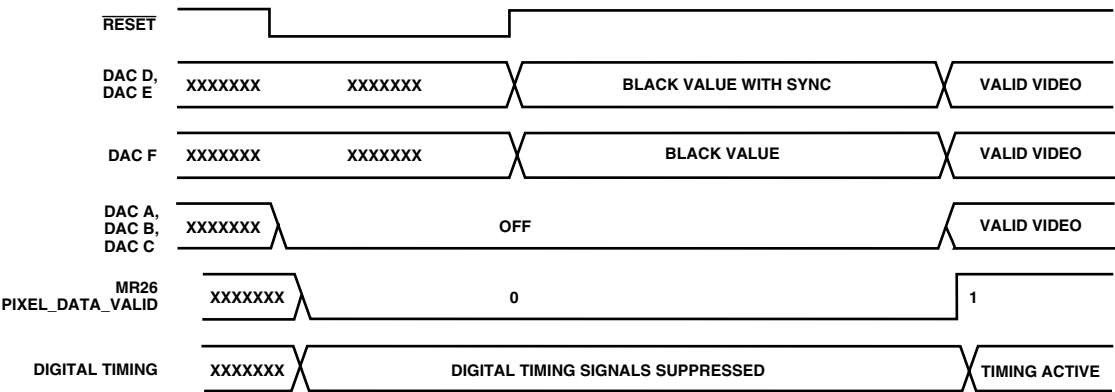 RESET
DAC D,
DAC E
XXXXXXX XXXXXXX BLACK VALUE WITH SYNC VALID VIDEO
DAC F XXXXXXX XXXXXXX BLACK VALUE VALID VIDEO
DAC A,
DAC B,
DAC C
XXXXXXX OFF VALID VIDEO
MR26
PIXEL_DATA_VALID
XXXXXXX 0 1
DIGITAL TIMING XXXXXXX DIGITAL TIMING SIGNALS SUPPRESSED TIMING ACTIVE